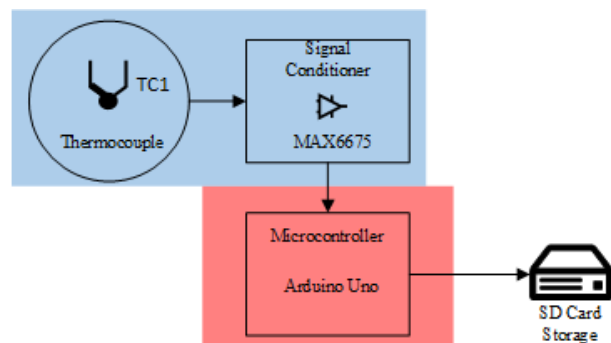 TC1
Thermocouple
Signal
Conditioner
MAX6675
Microcontroller
Arduino Uno
SD Card
Storage